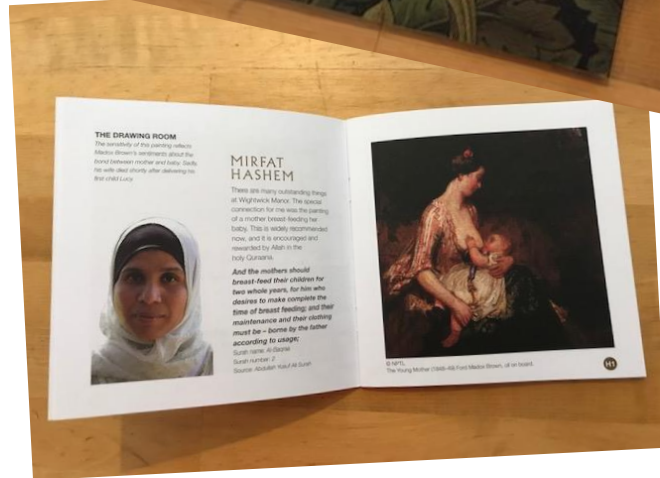 THE DRAWING ROOM
The sensitivity of this painting reflects
Madox Brown's sentiments about the
bond between mother and baby. Sadly,
his wife died shortly after delivering his
first child Lucy.
MIRFAT
HASHEM
There are many outstanding things
at Wightwick Manor. The special
connection for me was the painting
of a mother breast-feeding her
baby. This is widely recommended
now, and it is encouraged and
rewarded by Allah in the
holy Quraana.
And the mothers should
breast-feed their children for
two whole years, for him who
desires to make complete the
time of breast feeding; and their
maintenance and their clothing
must be – borne by the father
according to usage;
Surah name: Al-Baqrae
Surah number: 2
Source: Abdullah Yusuf Ali Surah
© NPTL.
The Young Mother (1848–49) Ford Madox Brown, oil on board.
H1